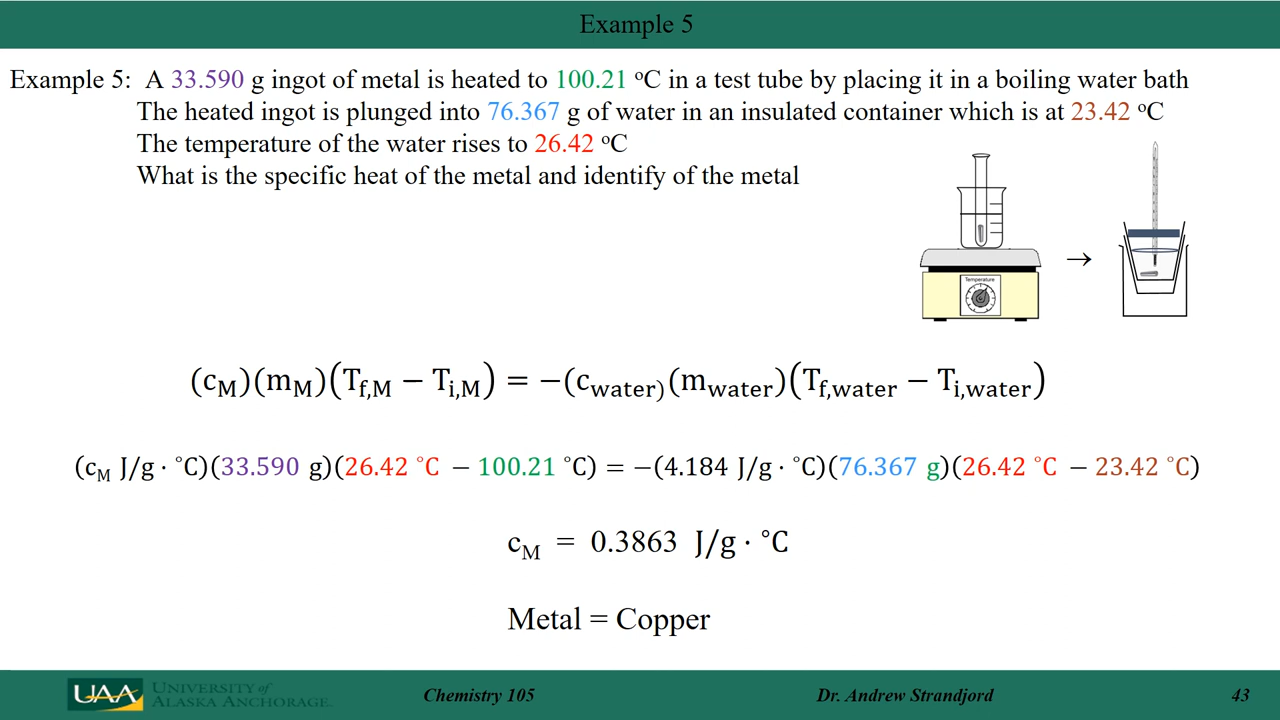 Example 5
Example 5: A 33.590 g ingot of metal is heated to 100.21 °C in a test tube by placing it in a boiling water bath
The heated ingot is plunged into 76.367 g of water in an insulated container which is at 23.42 °C
The temperature of the water rises to 26.42 °C
What is the specific heat of the metal and identify of the metal
Temperature
→
(c_M)(m_M)(T_f,M − T_i,M) = −(c_water)(m_water)(T_f,water − T_i,water)
(c_M J/g · °C)(33.590 g)(26.42 °C − 100.21 °C) = −(4.184 J/g · °C)(76.367 g)(26.42 °C − 23.42 °C)
c_M = 0.3863 J/g · °C
Metal = Copper
UAA UNIVERSITY of
ALASKA ANCHORAGE.
Chemistry 105 Dr. Andrew Strandjord 43